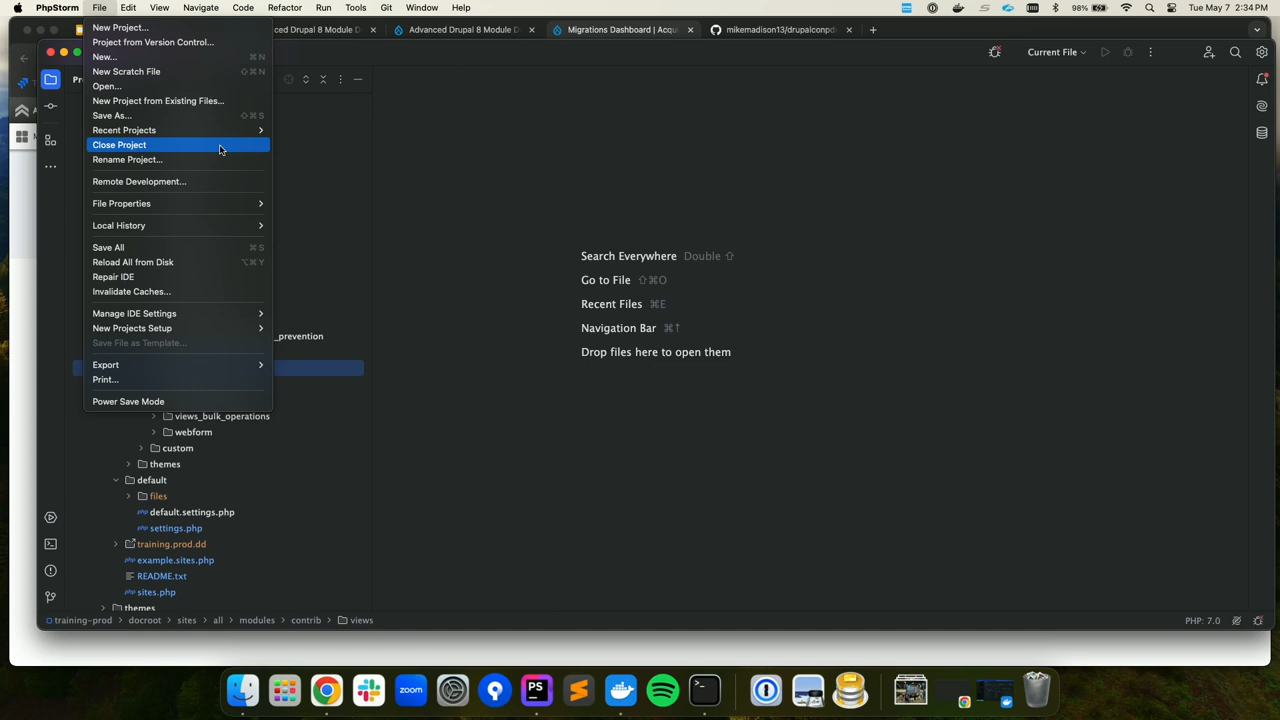 PhpStorm File Edit View Navigate Code Refactor Run Tools Git Window Help 98% Tue May 7 2:34 PM
ced Drupal 8 Module D Advanced Drupal 8 Module D Migrations Dashboard | Acqu mikemadison13/drupalconpd
Current File
New Project...
Project from Version Control...
New... ⌘N
New Scratch File ⇧⌘N
Open...
New Project from Existing Files...
Save As... ⇧⌘S
Recent Projects
Close Project
Rename Project...
Remote Development...
File Properties
Local History
Save All ⌘S
Reload All from Disk ⌥⌘Y
Repair IDE
Invalidate Caches...
Manage IDE Settings
New Projects Setup
Save File as Template...
Export
Print...
Power Save Mode
_prevention
views_bulk_operations
webform
custom
themes
default
files
default.settings.php
settings.php
training.prod.dd
example.sites.php
README.txt
sites.php
themes
Search Everywhere Double ⇧
Go to File ⇧⌘O
Recent Files ⌘E
Navigation Bar ⌘↑
Drop files here to open them
training-prod docroot sites all modules contrib views PHP: 7.0
zoom
PS